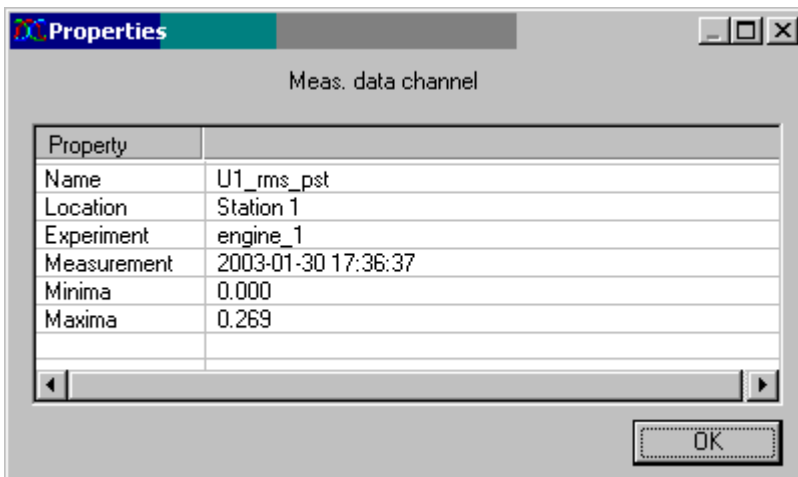 Properties
Meas. data channel
Property
Name U1_rms_pst
Location Station 1
Experiment engine_1
Measurement 2003-01-30 17:36:37
Minima 0.000
Maxima 0.269
OK